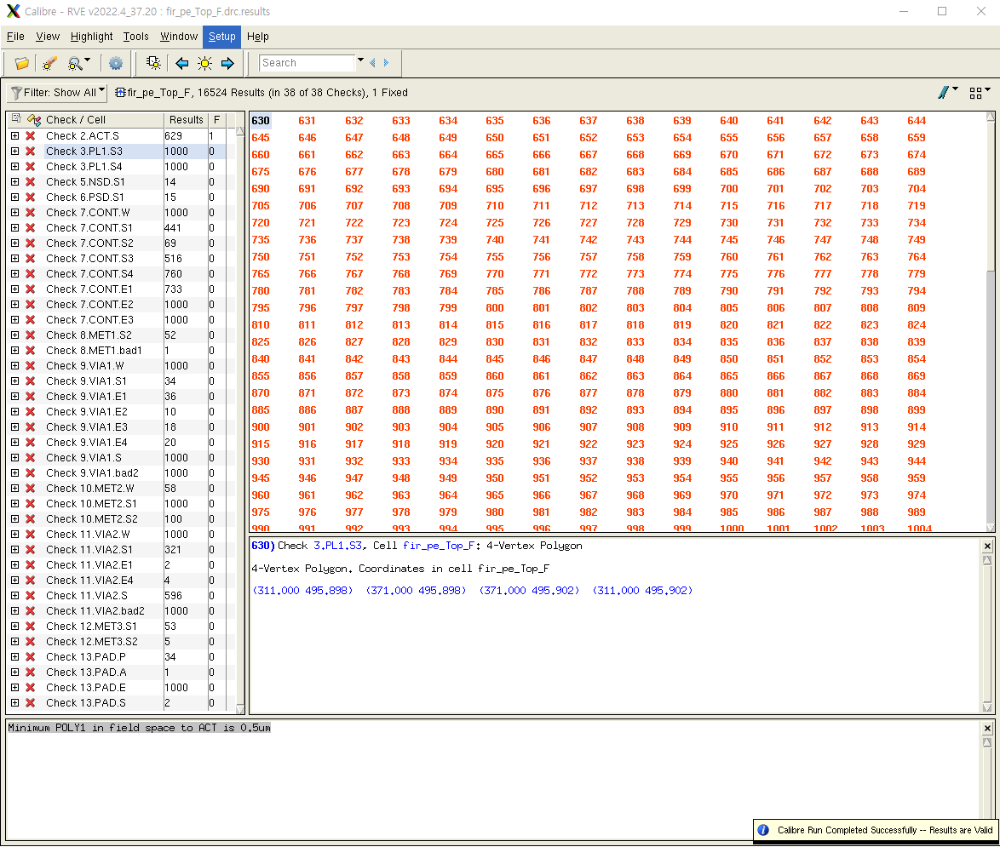 Calibre - RVE v2022.4_37.20 : fir_pe_Top_F.drc.results
File View Highlight Tools Window Setup Help
Search
Filter: Show All fir_pe_Top_F, 16524 Results (in 38 of 38 Checks), 1 Fixed
Check / Cell Results F
Check 2.ACT.S 629 1
Check 3.PL1.S3 1000 0
Check 3.PL1.S4 1000 0
Check 5.NSD.S1 14 0
Check 6.PSD.S1 15 0
Check 7.CONT.W 1000 0
Check 7.CONT.S1 441 0
Check 7.CONT.S2 69 0
Check 7.CONT.S3 516 0
Check 7.CONT.S4 760 0
Check 7.CONT.E1 733 0
Check 7.CONT.E2 1000 0
Check 7.CONT.E3 1000 0
Check 8.MET1.S2 52 0
Check 8.MET1.bad1 1 0
Check 9.VIA1.W 1000 0
Check 9.VIA1.S1 34 0
Check 9.VIA1.E1 36 0
Check 9.VIA1.E2 10 0
Check 9.VIA1.E3 18 0
Check 9.VIA1.E4 20 0
Check 9.VIA1.S 1000 0
Check 9.VIA1.bad2 1000 0
Check 10.MET2.W 58 0
Check 10.MET2.S1 1000 0
Check 10.MET2.S2 100 0
Check 11.VIA2.W 1000 0
Check 11.VIA2.S1 321 0
Check 11.VIA2.E1 2 0
Check 11.VIA2.E4 4 0
Check 11.VIA2.S 596 0
Check 11.VIA2.bad2 1000 0
Check 12.MET3.S1 53 0
Check 12.MET3.S2 5 0
Check 13.PAD.P 34 0
Check 13.PAD.A 1 0
Check 13.PAD.E 1000 0
Check 13.PAD.S 2 0
630 631 632 633 634 635 636 637 638 639 640 641 642 643 644
645 646 647 648 649 650 651 652 653 654 655 656 657 658 659
660 661 662 663 664 665 666 667 668 669 670 671 672 673 674
675 676 677 678 679 680 681 682 683 684 685 686 687 688 689
690 691 692 693 694 695 696 697 698 699 700 701 702 703 704
705 706 707 708 709 710 711 712 713 714 715 716 717 718 719
720 721 722 723 724 725 726 727 728 729 730 731 732 733 734
735 736 737 738 739 740 741 742 743 744 745 746 747 748 749
750 751 752 753 754 755 756 757 758 759 760 761 762 763 764
765 766 767 768 769 770 771 772 773 774 775 776 777 778 779
780 781 782 783 784 785 786 787 788 789 790 791 792 793 794
795 796 797 798 799 800 801 802 803 804 805 806 807 808 809
810 811 812 813 814 815 816 817 818 819 820 821 822 823 824
825 826 827 828 829 830 831 832 833 834 835 836 837 838 839
840 841 842 843 844 845 846 847 848 849 850 851 852 853 854
855 856 857 858 859 860 861 862 863 864 865 866 867 868 869
870 871 872 873 874 875 876 877 878 879 880 881 882 883 884
885 886 887 888 889 890 891 892 893 894 895 896 897 898 899
900 901 902 903 904 905 906 907 908 909 910 911 912 913 914
915 916 917 918 919 920 921 922 923 924 925 926 927 928 929
930 931 932 933 934 935 936 937 938 939 940 941 942 943 944
945 946 947 948 949 950 951 952 953 954 955 956 957 958 959
960 961 962 963 964 965 966 967 968 969 970 971 972 973 974
975 976 977 978 979 980 981 982 983 984 985 986 987 988 989
990 991 992 993 994 995 996 997 998 999 1000 1001 1002 1003 1004
630) Check 3.PL1.S3, Cell fir_pe_Top_F: 4-Vertex Polygon
4-Vertex Polygon. Coordinates in cell fir_pe_Top_F
(311.000 495.898) (371.000 495.898) (371.000 495.902) (311.000 495.902)
Minimum POLY1 in field space to ACT is 0.5um
Calibre Run Completed Successfully -- Results are Valid